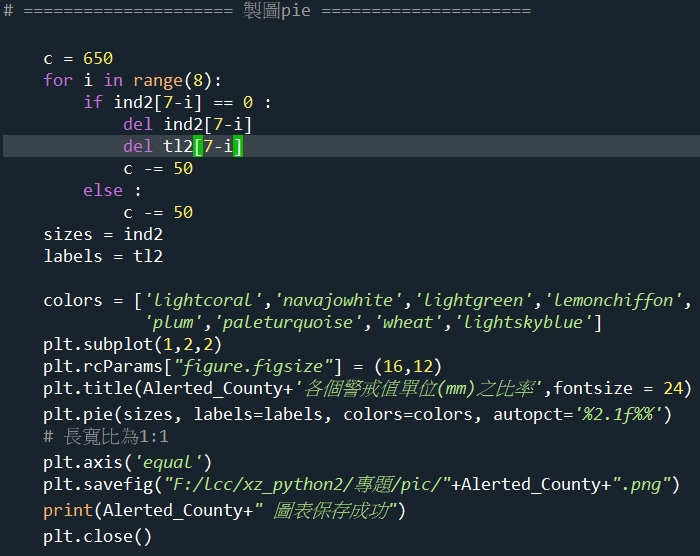 # ===================== 製圖pie =====================
c = 650
for i in range(8):
if ind2[7-i] == 0 :
del ind2[7-i]
del tl2[7-i]
c -= 50
else :
c -= 50
sizes = ind2
labels = tl2
colors = ['lightcoral','navajowhite','lightgreen','lemonchiffon',
'plum','paleturquoise','wheat','lightskyblue']
plt.subplot(1,2,2)
plt.rcParams["figure.figsize"] = (16,12)
plt.title(Alerted_County+'各個警戒值單位(mm)之比率',fontsize = 24)
plt.pie(sizes, labels=labels, colors=colors, autopct='%2.1f%%')
# 長寬比為1:1
plt.axis('equal')
plt.savefig("F:/lcc/xz_python2/專題/pic/"+Alerted_County+".png")
print(Alerted_County+" 圖表保存成功")
plt.close()